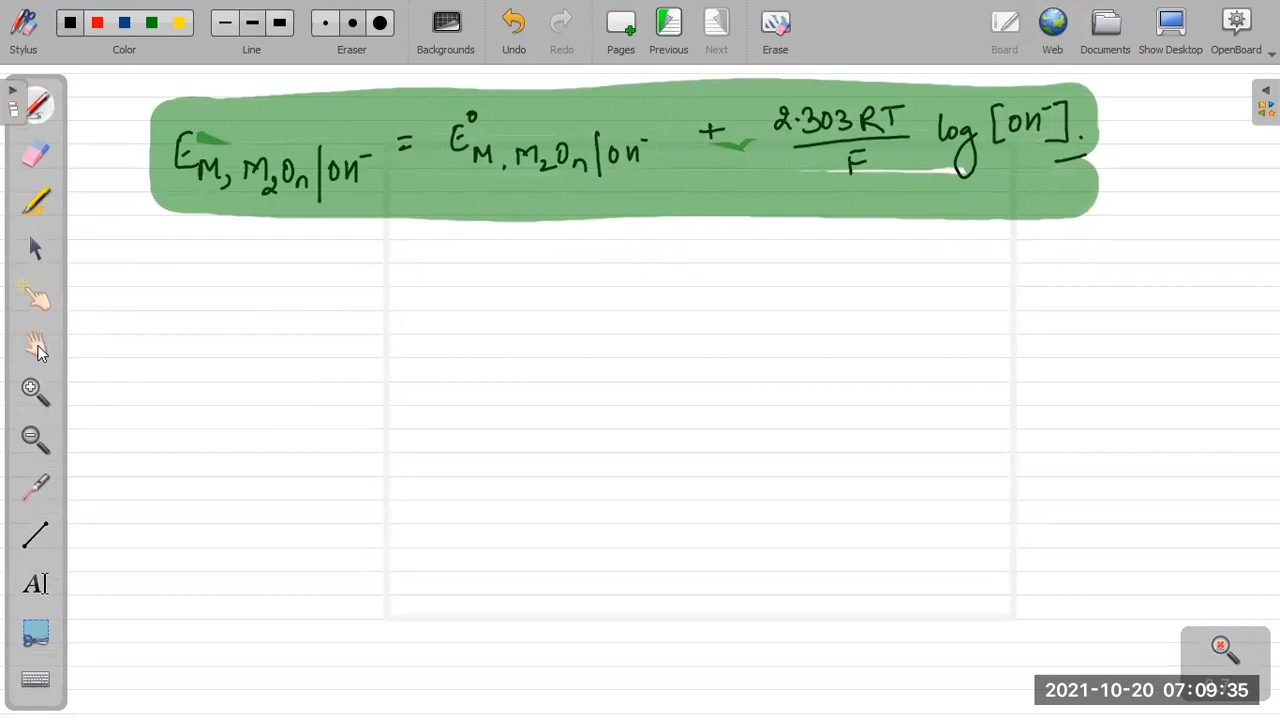 Stylus Color Line Eraser Backgrounds Undo Redo Pages Previous Next Erase Board Web Documents Show Desktop OpenBoard
E_M, M₂Oₙ|OH⁻ = E⁰_M, M₂Oₙ|OH⁻ + 2.303RT/F log [OH⁻].
2021-10-20 07:09:35